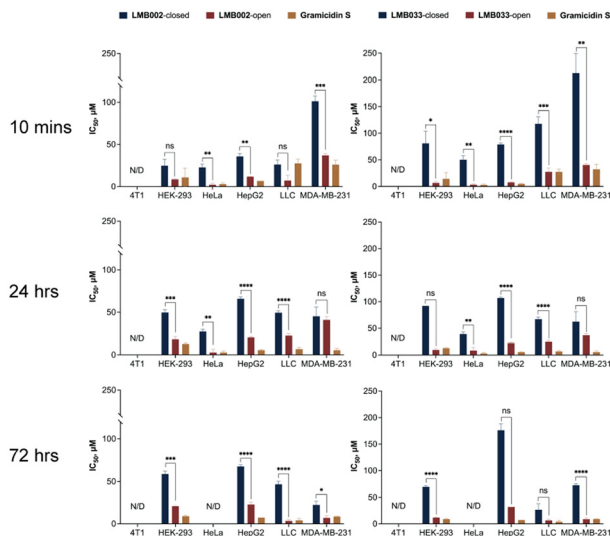 LMB002-closed LMB002-open Gramicidin S LMB033-closed LMB033-open Gramicidin S
10 mins
IC50, µM
250
100
50
0
N/D
ns
**
**
ns
***
4T1 HEK-293 HeLa HepG2 LLC MDA-MB-231
IC50, µM
250
200
150
100
50
0
N/D
*
**
****
***
**
4T1 HEK-293 HeLa HepG2 LLC MDA-MB-231
24 hrs
IC50, µM
250
100
50
0
N/D
***
**
****
****
ns
4T1 HEK-293 HeLa HepG2 LLC MDA-MB-231
IC50, µM
250
100
50
0
N/D
ns
**
****
****
ns
4T1 HEK-293 HeLa HepG2 LLC MDA-MB-231
72 hrs
IC50, µM
250
100
50
0
N/D
***
N/D
****
****
*
4T1 HEK-293 HeLa HepG2 LLC MDA-MB-231
IC50, µM
250
200
150
100
50
0
N/D
****
N/D
ns
ns
****
4T1 HEK-293 HeLa HepG2 LLC MDA-MB-231